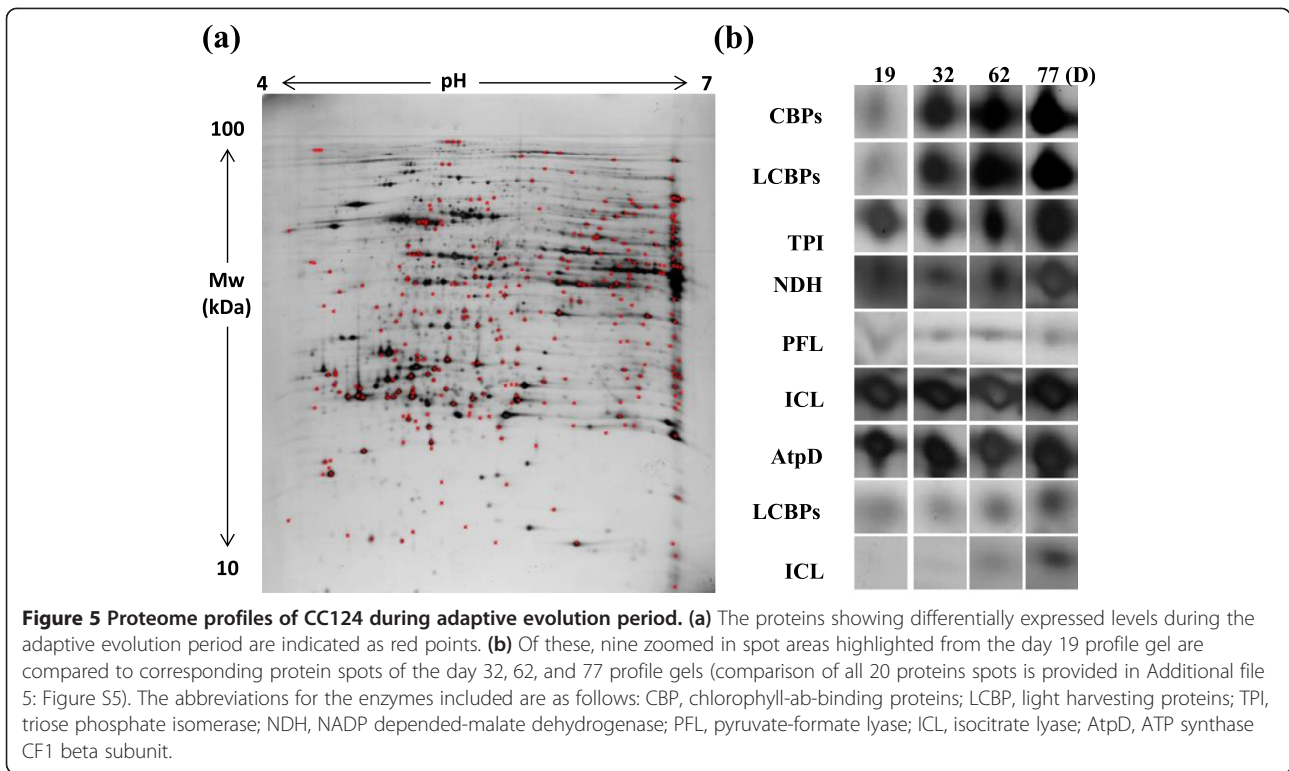 (a)
(b)
4 pH 7
100
Mw
(kDa)
10
19 32 62 77 (D)
CBPs
LCBPs
TPI
NDH
PFL
ICL
AtpD
LCBPs
ICL
Figure 5 Proteome profiles of CC124 during adaptive evolution period. (a) The proteins showing differentially expressed levels during the
adaptive evolution period are indicated as red points. (b) Of these, nine zoomed in spot areas highlighted from the day 19 profile gel are
compared to corresponding protein spots of the day 32, 62, and 77 profile gels (comparison of all 20 proteins spots is provided in Additional file
5: Figure S5). The abbreviations for the enzymes included are as follows: CBP, chlorophyll-ab-binding proteins; LCBP, light harvesting proteins; TPI,
triose phosphate isomerase; NDH, NADP depended-malate dehydrogenase; PFL, pyruvate-formate lyase; ICL, isocitrate lyase; AtpD, ATP synthase
CF1 beta subunit.